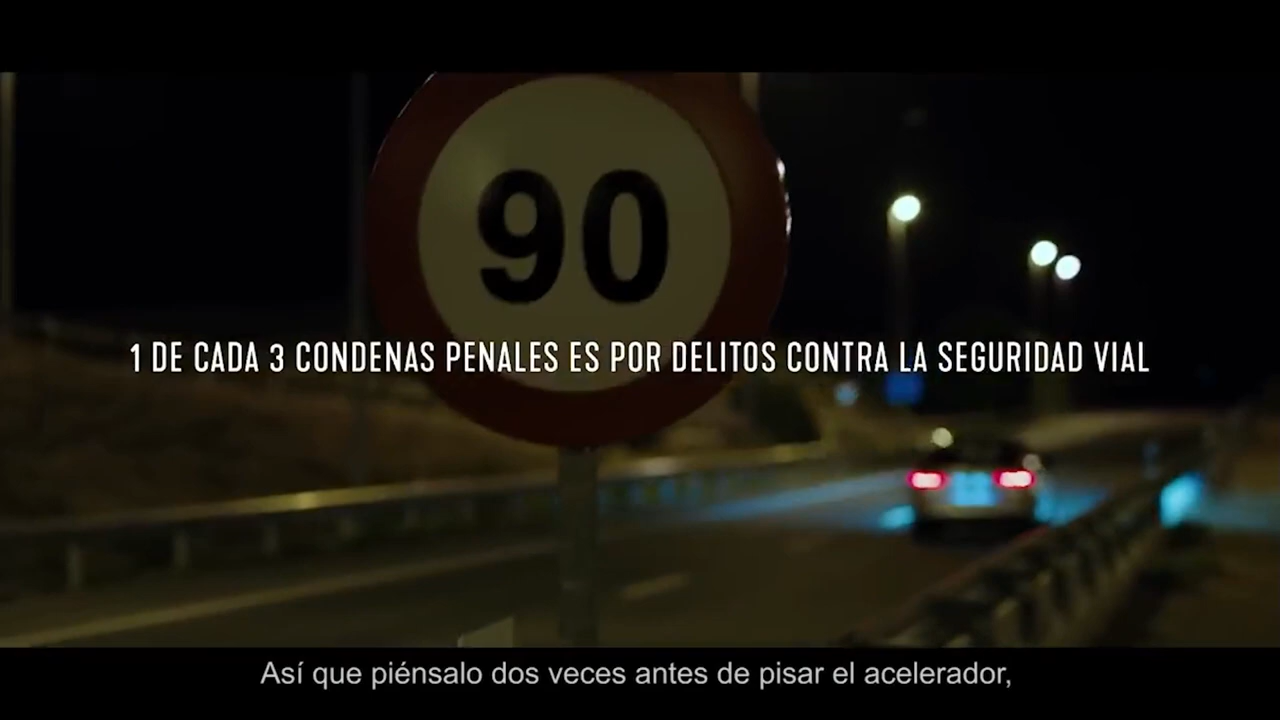 90
1 DE CADA 3 CONDENAS PENALES ES POR DELITOS CONTRA LA SEGURIDAD VIAL
Así que piénsalo dos veces antes de pisar el acelerador,